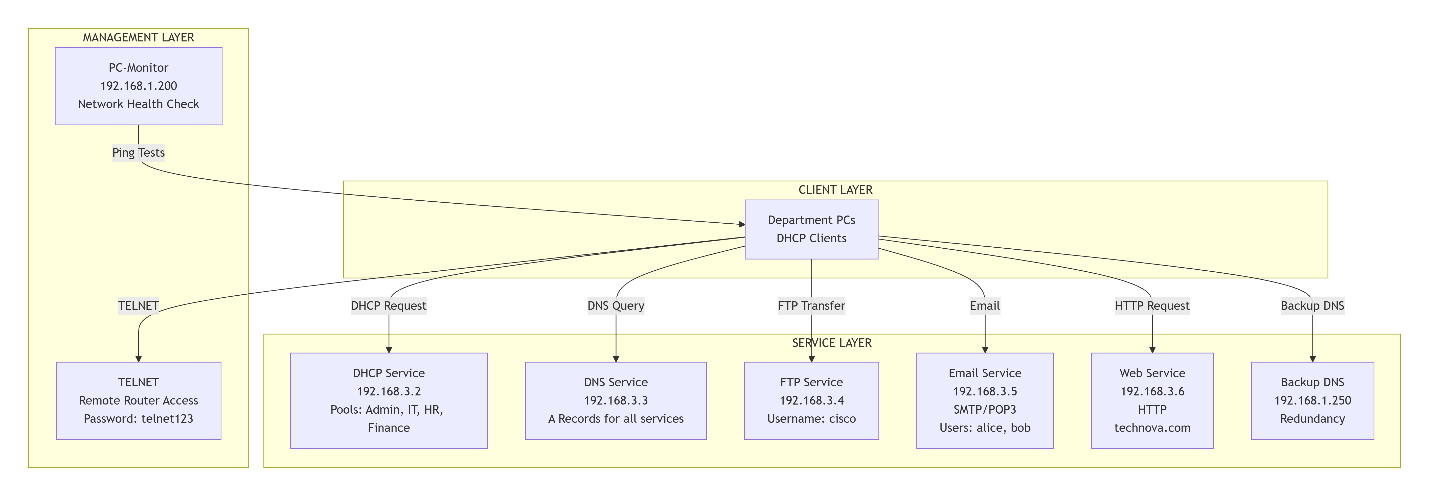 MANAGEMENT LAYER
PC-Monitor
192.168.1.200
Network Health Check
Ping Tests
CLIENT LAYER
Department PCs
DHCP Clients
TELNET
DHCP Request
DNS Query
FTP Transfer
Email
HTTP Request
Backup DNS
SERVICE LAYER
TELNET
Remote Router Access
Password: telnet123
DHCP Service
192.168.3.2
Pools: Admin, IT, HR,
Finance
DNS Service
192.168.3.3
A Records for all services
FTP Service
192.168.3.4
Username: cisco
Email Service
192.168.3.5
SMTP/POP3
Users: alice, bob
Web Service
192.168.3.6
HTTP
technova.com
Backup DNS
192.168.1.250
Redundancy